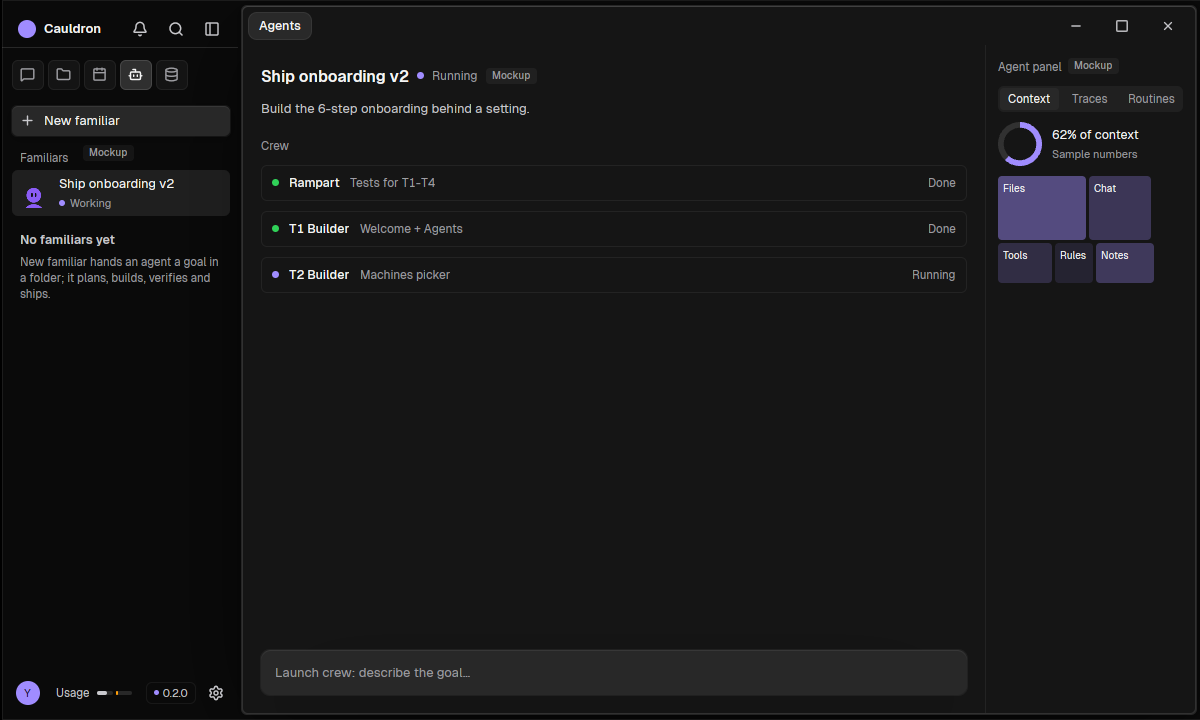 Cauldron
Agents
New familiar
Familiars Mockup
Ship onboarding v2
Working
No familiars yet
New familiar hands an agent a goal in
a folder; it plans, builds, verifies and
ships.
Y Usage 0.2.0
Ship onboarding v2 Running Mockup
Build the 6-step onboarding behind a setting.
Crew
Rampart Tests for T1-T4 Done
T1 Builder Welcome + Agents Done
T2 Builder Machines picker Running
Launch crew: describe the goal…
Agent panel Mockup
Context Traces Routines
62% of context
Sample numbers
Files Chat
Tools Rules Notes